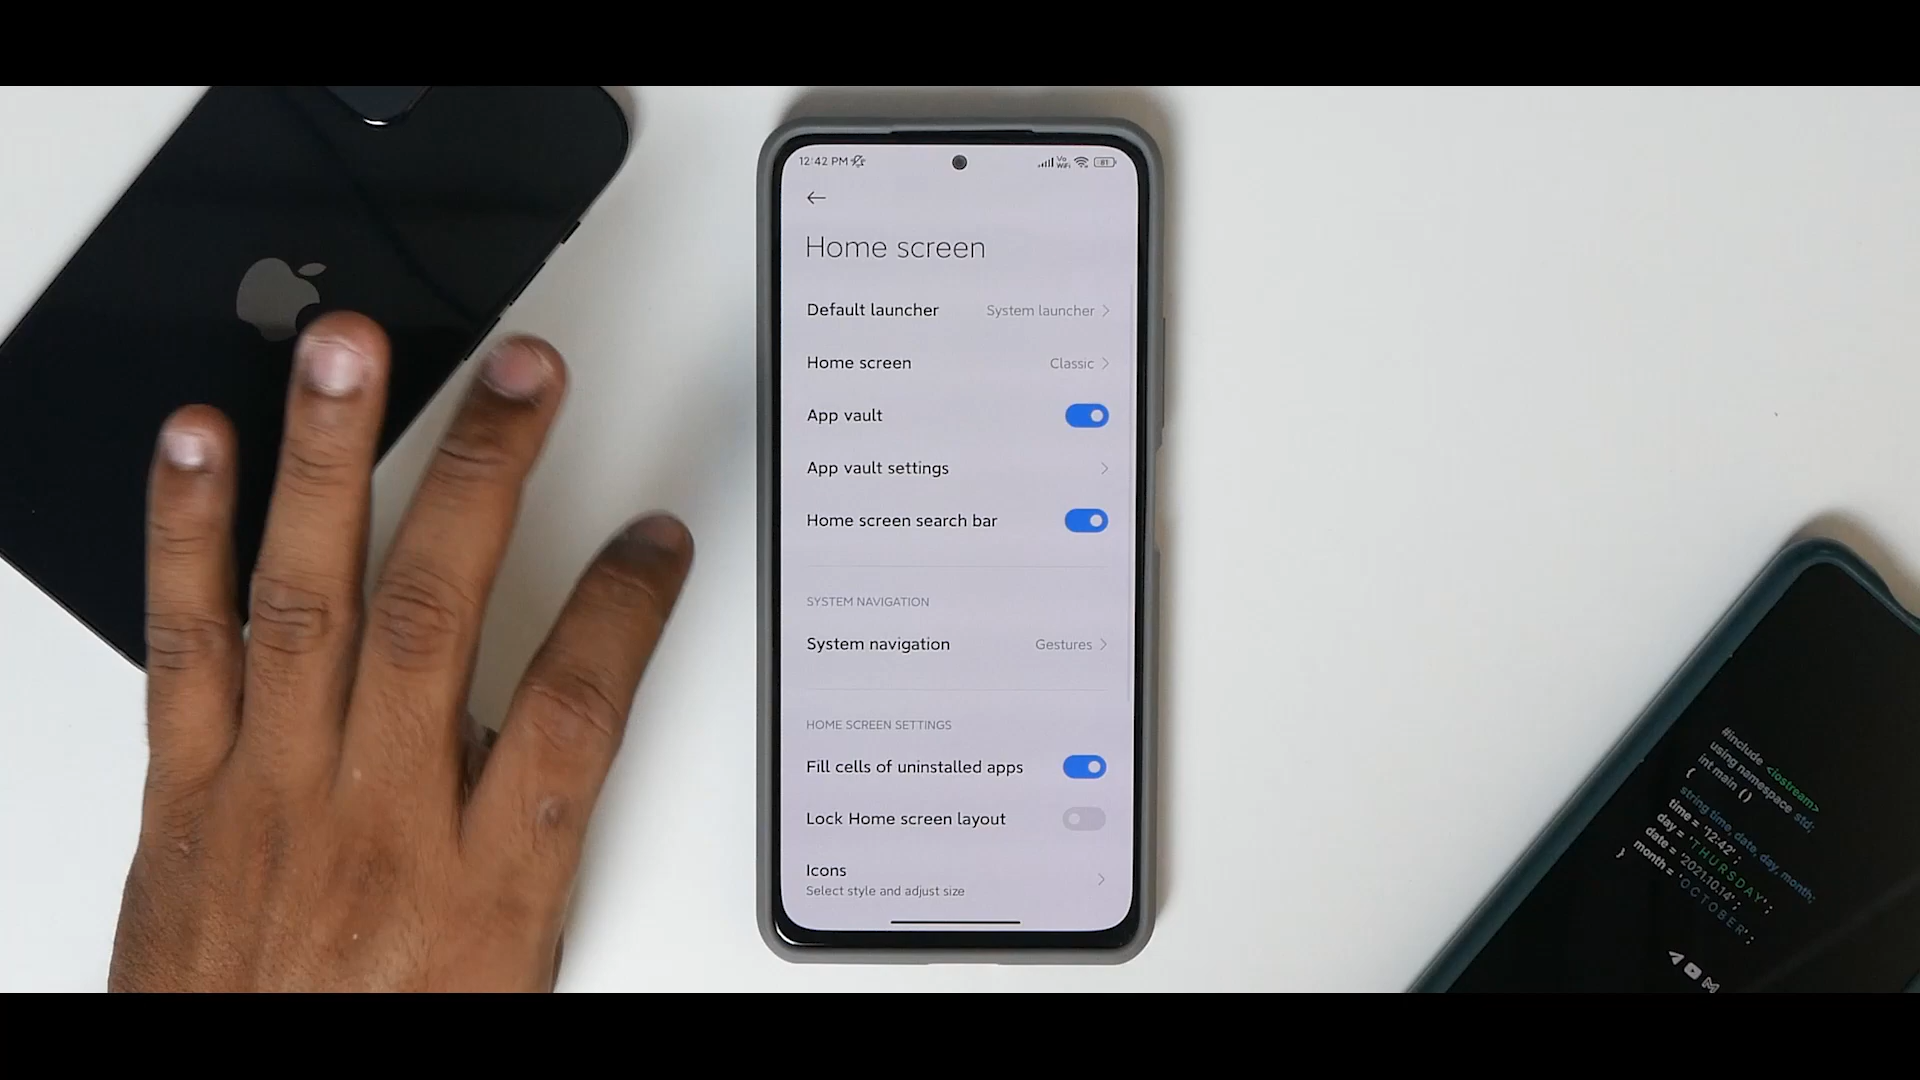 12:42 PM
Vo
WiFi
81
Home screen
Default launcher
System launcher
Home screen
Classic
App vault
App vault settings
Home screen search bar
SYSTEM NAVIGATION
System navigation
Gestures
HOME SCREEN SETTINGS
Fill cells of uninstalled apps
Lock Home screen layout
Icons
Select style and adjust size
#include <iostream>
using namespace std;
int main ()
{
string time, date, day, month;
time = '12:42';
day = 'THURSDAY';
date = '2021.10.14';
month = 'OCTOBER';
}